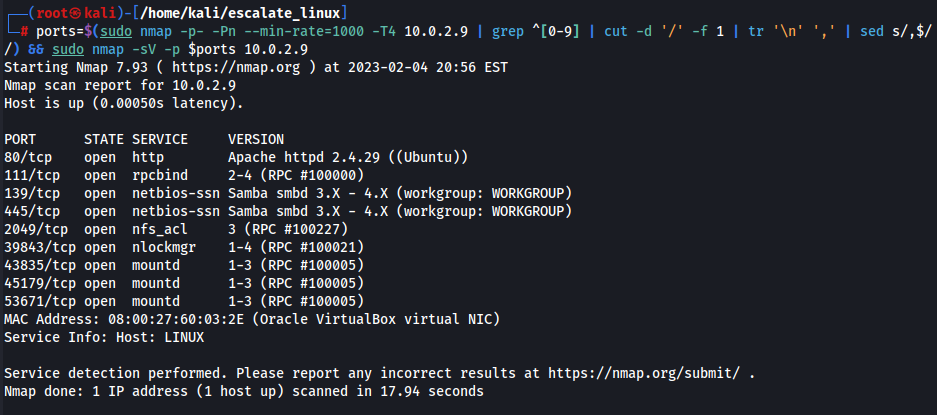 ┌──(root㉿kali)-[/home/kali/escalate_linux]
└─# ports=$(sudo nmap -p- -Pn --min-rate=1000 -T4 10.0.2.9 | grep ^[0-9] | cut -d '/' -f 1 | tr '\n' ',' | sed s/,$/
/) && sudo nmap -sV -p $ports 10.0.2.9
Starting Nmap 7.93 ( https://nmap.org ) at 2023-02-04 20:56 EST
Nmap scan report for 10.0.2.9
Host is up (0.00050s latency).

PORT      STATE SERVICE     VERSION
80/tcp    open  http        Apache httpd 2.4.29 ((Ubuntu))
111/tcp   open  rpcbind     2-4 (RPC #100000)
139/tcp   open  netbios-ssn Samba smbd 3.X - 4.X (workgroup: WORKGROUP)
445/tcp   open  netbios-ssn Samba smbd 3.X - 4.X (workgroup: WORKGROUP)
2049/tcp  open  nfs_acl     3 (RPC #100227)
39843/tcp open  nlockmgr    1-4 (RPC #100021)
43835/tcp open  mountd      1-3 (RPC #100005)
45179/tcp open  mountd      1-3 (RPC #100005)
53671/tcp open  mountd      1-3 (RPC #100005)
MAC Address: 08:00:27:60:03:2E (Oracle VirtualBox virtual NIC)
Service Info: Host: LINUX

Service detection performed. Please report any incorrect results at https://nmap.org/submit/ .
Nmap done: 1 IP address (1 host up) scanned in 17.94 seconds